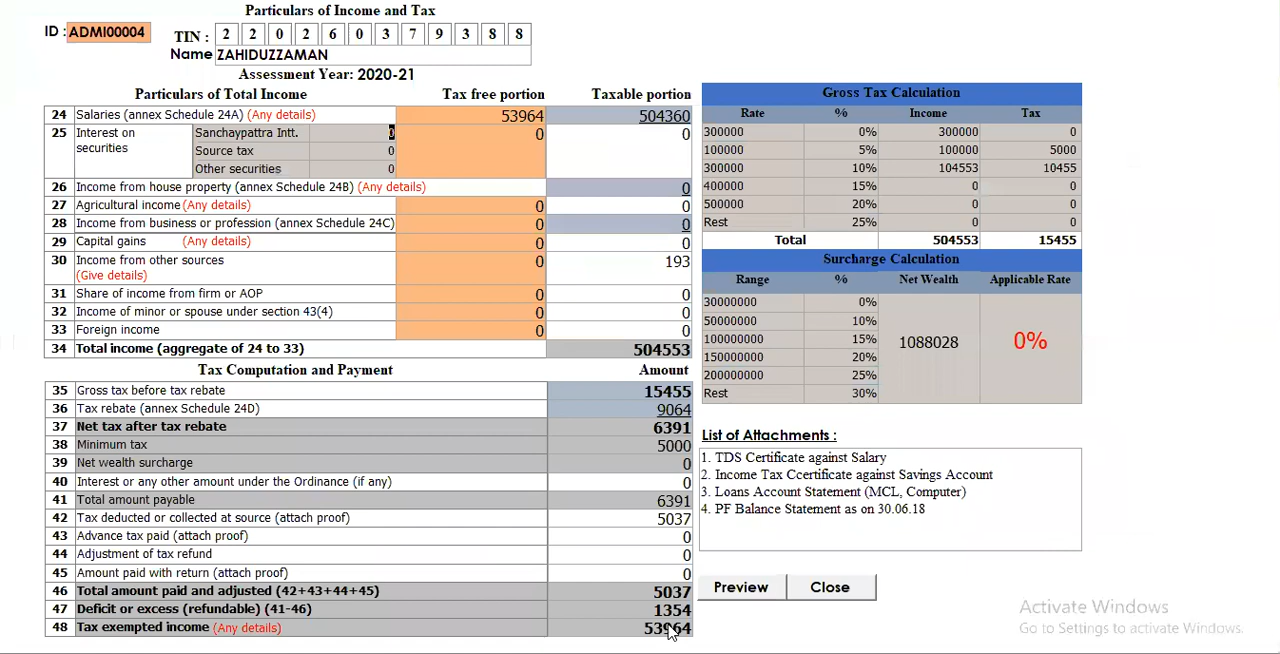 Particulars of Income and Tax
ID : ADMI00004
TIN : 2 2 0 2 6 0 3 7 9 3 8 8
Name ZAHIDUZZAMAN
Assessment Year: 2020-21
Particulars of Total Income Tax free portion Taxable portion
24 Salaries (annex Schedule 24A) (Any details) 53964 504360
25 Interest on securities Sanchaypattra Intt. 0 0 0
Source tax 0
Other securities 0
26 Income from house property (annex Schedule 24B) (Any details) 0
27 Agricultural income (Any details) 0 0
28 Income from business or profession (annex Schedule 24C) 0 0
29 Capital gains (Any details) 0 0
30 Income from other sources 0 193
(Give details)
31 Share of income from firm or AOP 0 0
32 Income of minor or spouse under section 43(4) 0 0
33 Foreign income 0 0
34 Total income (aggregate of 24 to 33) 504553
Tax Computation and Payment Amount
35 Gross tax before tax rebate 15455
36 Tax rebate (annex Schedule 24D) 9064
37 Net tax after tax rebate 6391
38 Minimum tax 5000
39 Net wealth surcharge 0
40 Interest or any other amount under the Ordinance (if any) 0
41 Total amount payable 6391
42 Tax deducted or collected at source (attach proof) 5037
43 Advance tax paid (attach proof) 0
44 Adjustment of tax refund 0
45 Amount paid with return (attach proof) 0
46 Total amount paid and adjusted (42+43+44+45) 5037
47 Deficit or excess (refundable) (41-46) 1354
48 Tax exempted income (Any details) 53964
Gross Tax Calculation
Rate % Income Tax
300000 0% 300000 0
100000 5% 100000 5000
300000 10% 104553 10455
400000 15% 0 0
500000 20% 0 0
Rest 25% 0 0
Total 504553 15455
Surcharge Calculation
Range % Net Wealth Applicable Rate
30000000 0%
50000000 10%
100000000 15% 1088028 0%
150000000 20%
200000000 25%
Rest 30%
List of Attachments :
1. TDS Certificate against Salary
2. Income Tax Ccertificate against Savings Account
3. Loans Account Statement (MCL, Computer)
4. PF Balance Statement as on 30.06.18
Preview Close
Activate Windows
Go to Settings to activate Windows.